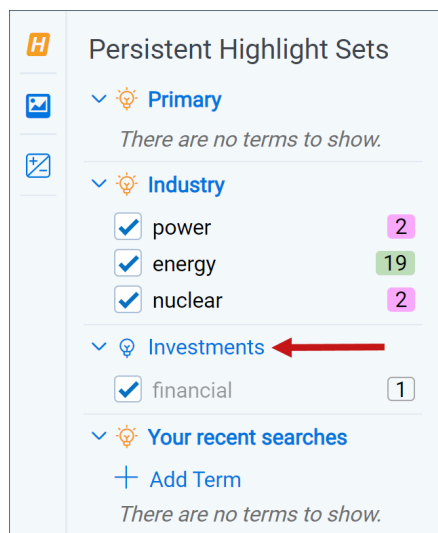 H
Persistent Highlight Sets
Primary
There are no terms to show.
Industry
power 2
energy 19
nuclear 2
Investments
financial 1
Your recent searches
+ Add Term
There are no terms to show.